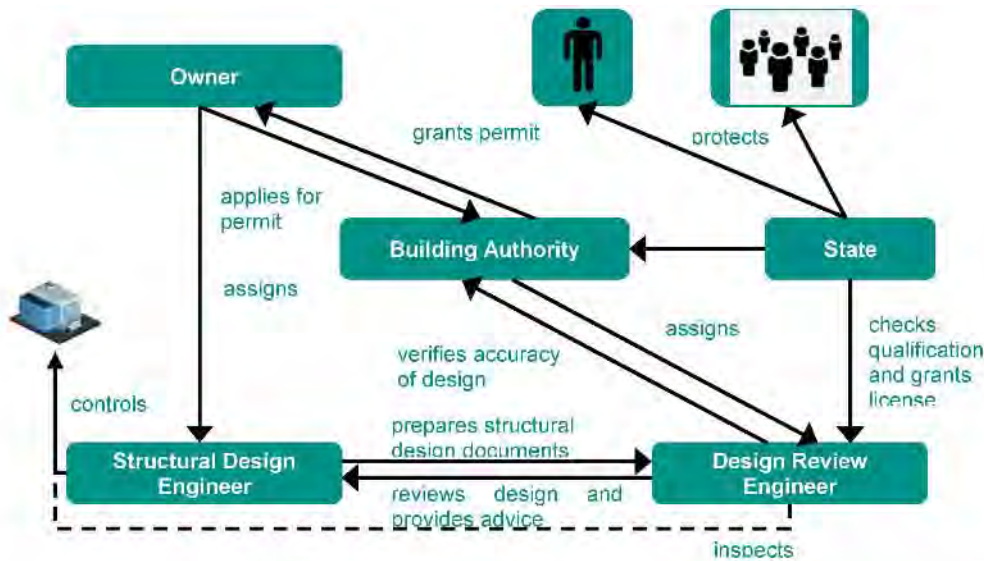 Owner
grants permit
protects
applies for
permit
Building Authority
State
assigns
assigns
checks
qualification
and grants
license
verifies accuracy
of design
controls
prepares structural
design documents
Structural Design
Engineer
Design Review
Engineer
reviews design and
provides advice
inspects